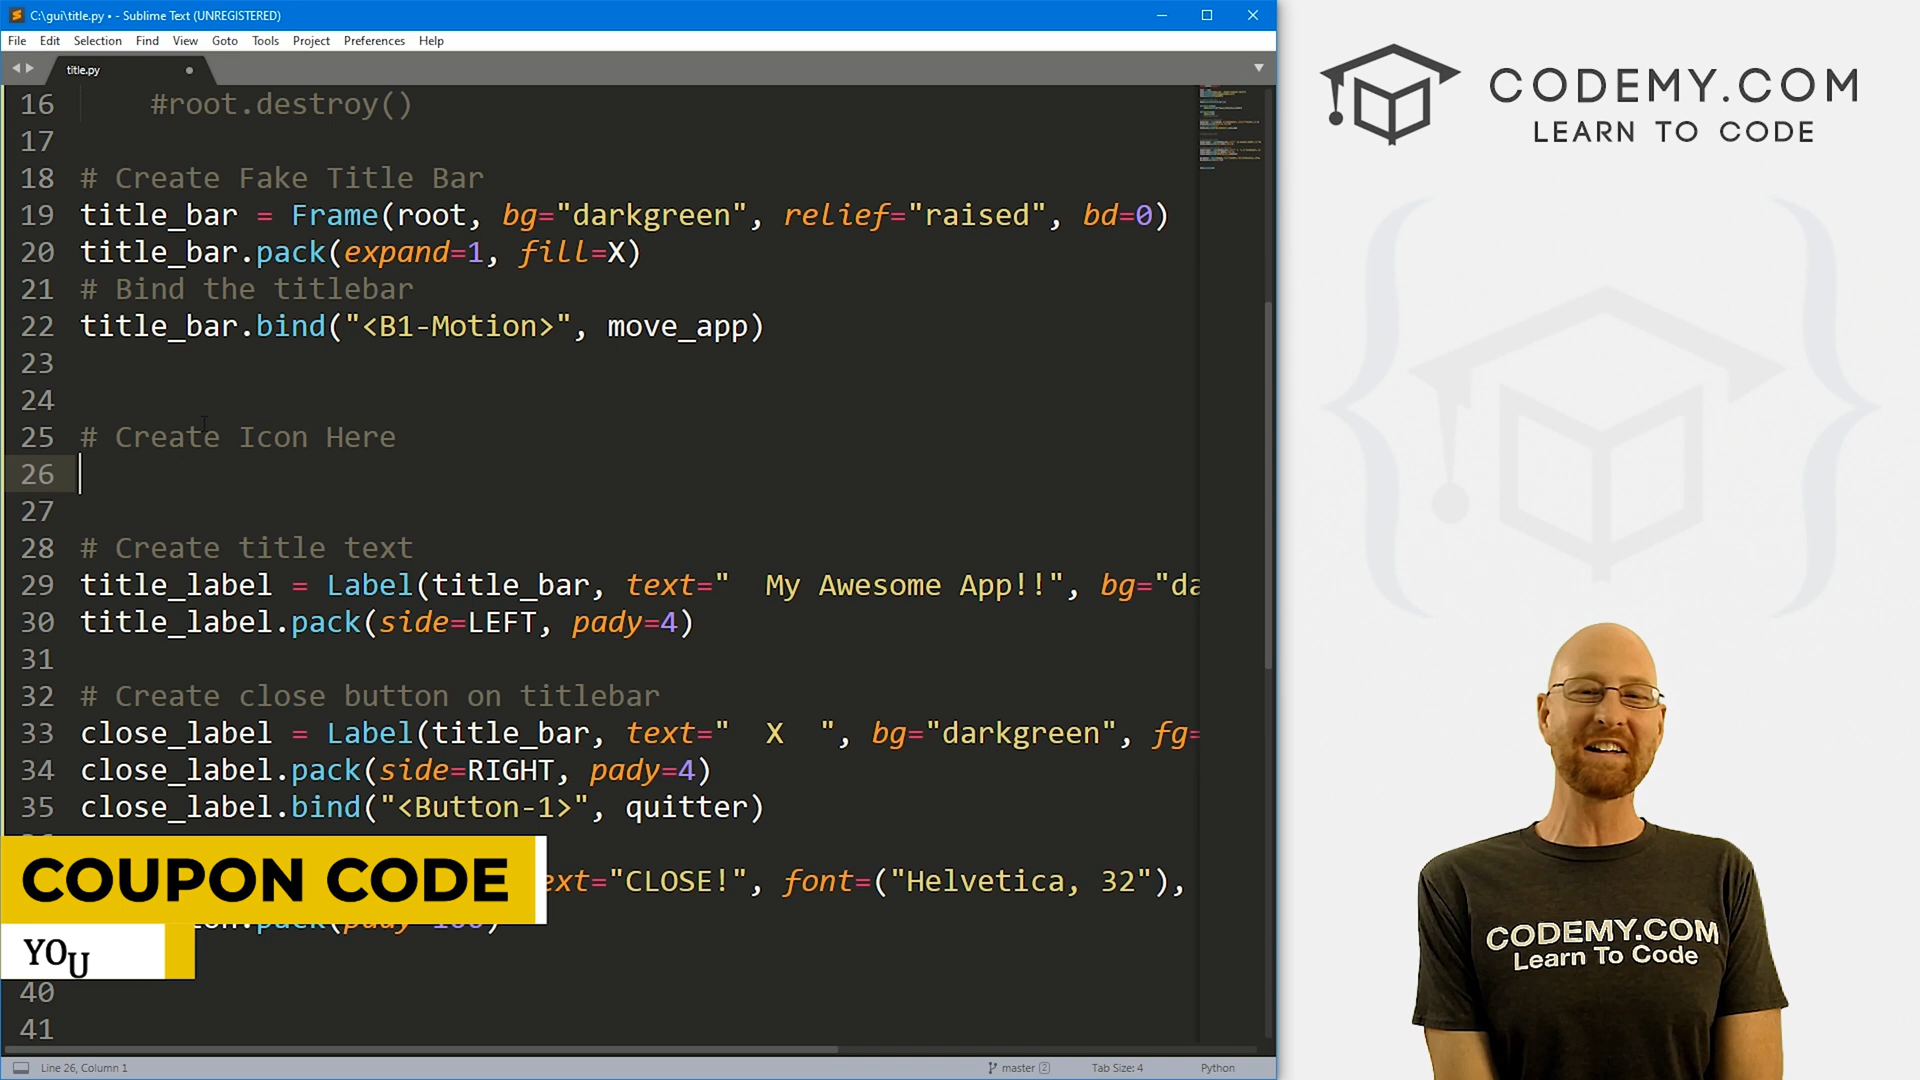 C:\gui\title.py • - Sublime Text (UNREGISTERED)
File Edit Selection Find View Goto Tools Project Preferences Help
title.py
16 #root.destroy()
17
18 # Create Fake Title Bar
19 title_bar = Frame(root, bg="darkgreen", relief="raised", bd=0)
20 title_bar.pack(expand=1, fill=X)
21 # Bind the titlebar
22 title_bar.bind("<B1-Motion>", move_app)
23
24
25 # Create Icon Here
26
27
28 # Create title text
29 title_label = Label(title_bar, text="  My Awesome App!!", bg="da
30 title_label.pack(side=LEFT, pady=4)
31
32 # Create close button on titlebar
33 close_label = Label(title_bar, text="  X  ", bg="darkgreen", fg=
34 close_label.pack(side=RIGHT, pady=4)
35 close_label.bind("<Button-1>", quitter)
ext="CLOSE!", font=("Helvetica, 32"),
40
41
COUPON CODE
YOU
Line 26, Column 1
master 2
Tab Size: 4
Python
CODEMY.COM
LEARN TO CODE
CODEMY.COM
Learn To Code